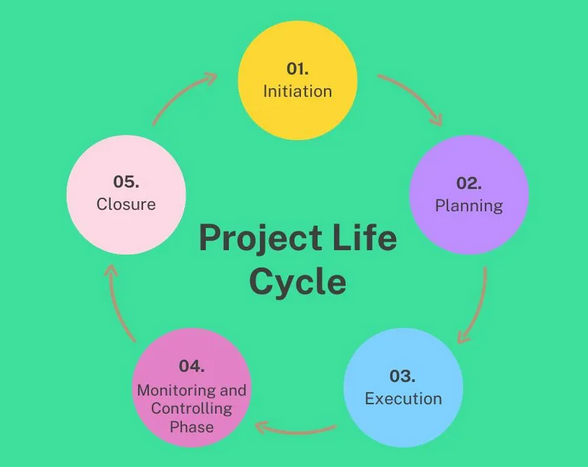 01.
Initiation
02.
Planning
03.
Execution
04.
Monitoring and
Controlling
Phase
05.
Closure
Project Life
Cycle